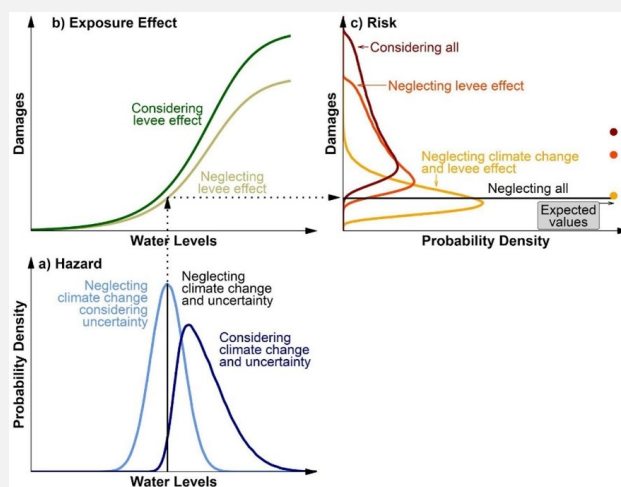 b) Exposure Effect
Damages
Considering
levee effect
Neglecting
levee effect
Water Levels
c) Risk
Damages
Considering all
Neglecting levee effect
Neglecting climate change
and levee effect
Neglecting all
Expected
values
Probability Density
a) Hazard
Probability Density
Neglecting
climate change
considering
uncertainty
Neglecting
climate change
and uncertainty
Considering
climate change
and uncertainty
Water Levels